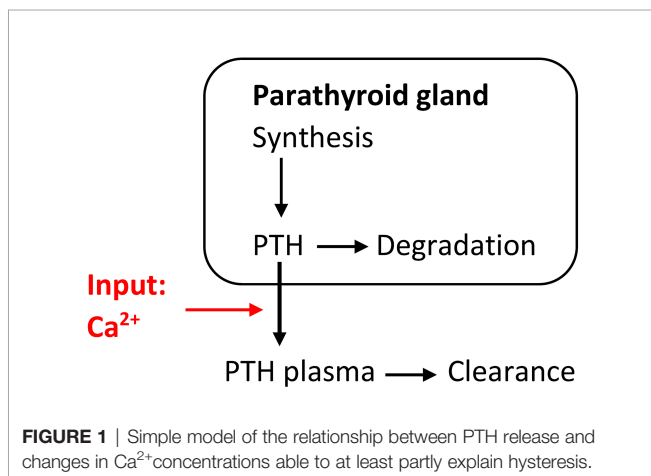 Parathyroid gland
Synthesis
PTH
Degradation
Input:
Ca²⁺
PTH plasma
Clearance
FIGURE 1 | Simple model of the relationship between PTH release and
changes in Ca²⁺concentrations able to at least partly explain hysteresis.